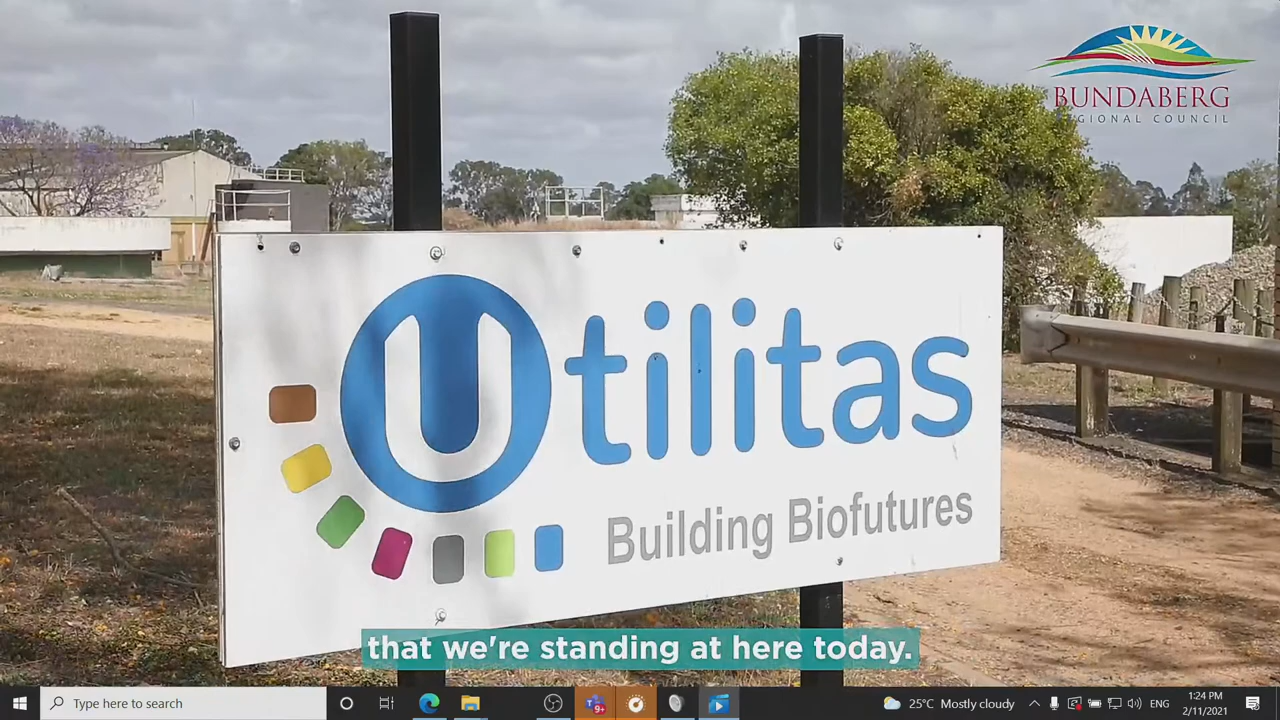 BUNDABERG
REGIONAL COUNCIL
Utilitas
Building Biofutures
that we're standing at here today.
Type here to search
9+
25°C Mostly cloudy
ENG
1:24 PM
2/11/2021